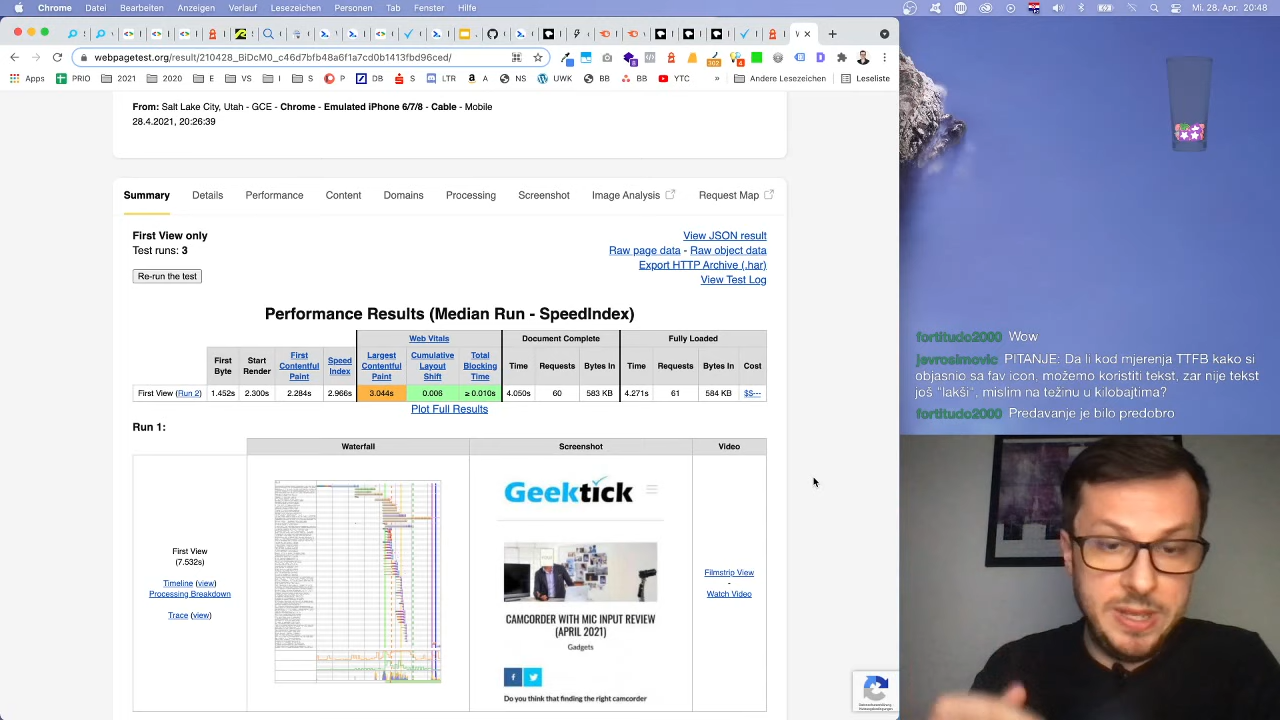 Chrome Datei Bearbeiten Anzeigen Verlauf Lesezeichen Personen Tab Fenster Hilfe
Mi. 28. Apr. 20:48
webpagetest.org/result/210428_BiDcM0_c46d7bfb48a6f1a7cd0b1413fbd96ced/
Apps PRIO 2021 2020 E VS I S P DB S LTR A NS UWK BB BB YTC » Andere Lesezeichen Leseliste
From: Salt Lake City, Utah - GCE - Chrome - Emulated iPhone 6/7/8 - Cable - Mobile
28.4.2021, 20:26:39
Summary Details Performance Content Domains Processing Screenshot Image Analysis Request Map
First View only
Test runs: 3
Re-run the test
View JSON result
Raw page data - Raw object data
Export HTTP Archive (.har)
View Test Log
Performance Results (Median Run - SpeedIndex)
Web Vitals Document Complete Fully Loaded
First Byte Start Render First Contentful Paint Speed Index Largest Contentful Paint Cumulative Layout Shift Total Blocking Time Time Requests Bytes In Time Requests Bytes In Cost
First View (Run 2) 1.452s 2.300s 2.284s 2.966s 3.044s 0.006 ≥ 0.010s 4.050s 60 583 KB 4.271s 61 584 KB $$---
Plot Full Results
Run 1:
Waterfall Screenshot Video
First View
(7.532s)
Timeline (view)
Processing Breakdown
Trace (view)
Geektick
CAMCORDER WITH MIC INPUT REVIEW
(APRIL 2021)
Gadgets
Do you think that finding the right camcorder
Filmstrip View
-
Watch Video
fortitudo2000 Wow
jevrosimovic PITANJE: Da li kod mjerenja TTFB kako si
objasnio sa fav icon, možemo koristiti tekst, zar nije tekst
još "lakši", mislim na težinu u kilobajtima?
fortitudo2000 Predavanje je bilo predobro